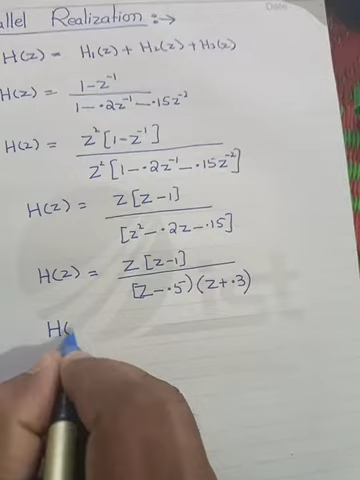 allel Realization :→
Date
H(z) = H₁(z) + H₂(z) + H₃(z)
H(z) = 1-z⁻¹ / 1-.2z⁻¹-.15z⁻²
H(z) = z²[1-z⁻¹] / z²[1-.2z⁻¹-.15z⁻²]
H(z) = z[z-1] / [z²-.2z-.15]
H(z) = z[z-1] / [z-.5)(z+.3)
H(